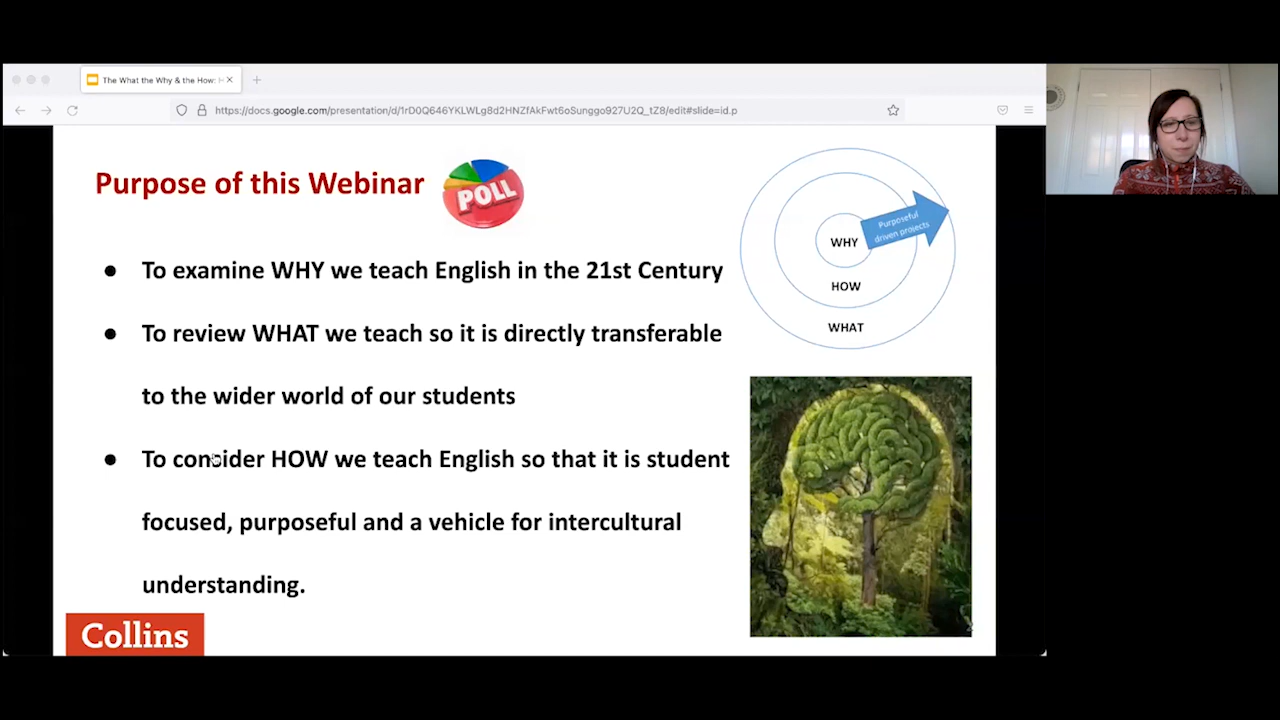 The What the Why & the How:
https://docs.google.com/presentation/d/1rD0Q646YKLWLg8d2HNZfAkFwt6oSunggo927U2Q_tZ8/edit#slide=id.p
Purpose of this Webinar
POLL
● To examine WHY we teach English in the 21st Century
● To review WHAT we teach so it is directly transferable
to the wider world of our students
● To consider HOW we teach English so that it is student
focused, purposeful and a vehicle for intercultural
understanding.
Collins
Purposeful
driven projects
WHY
HOW
WHAT